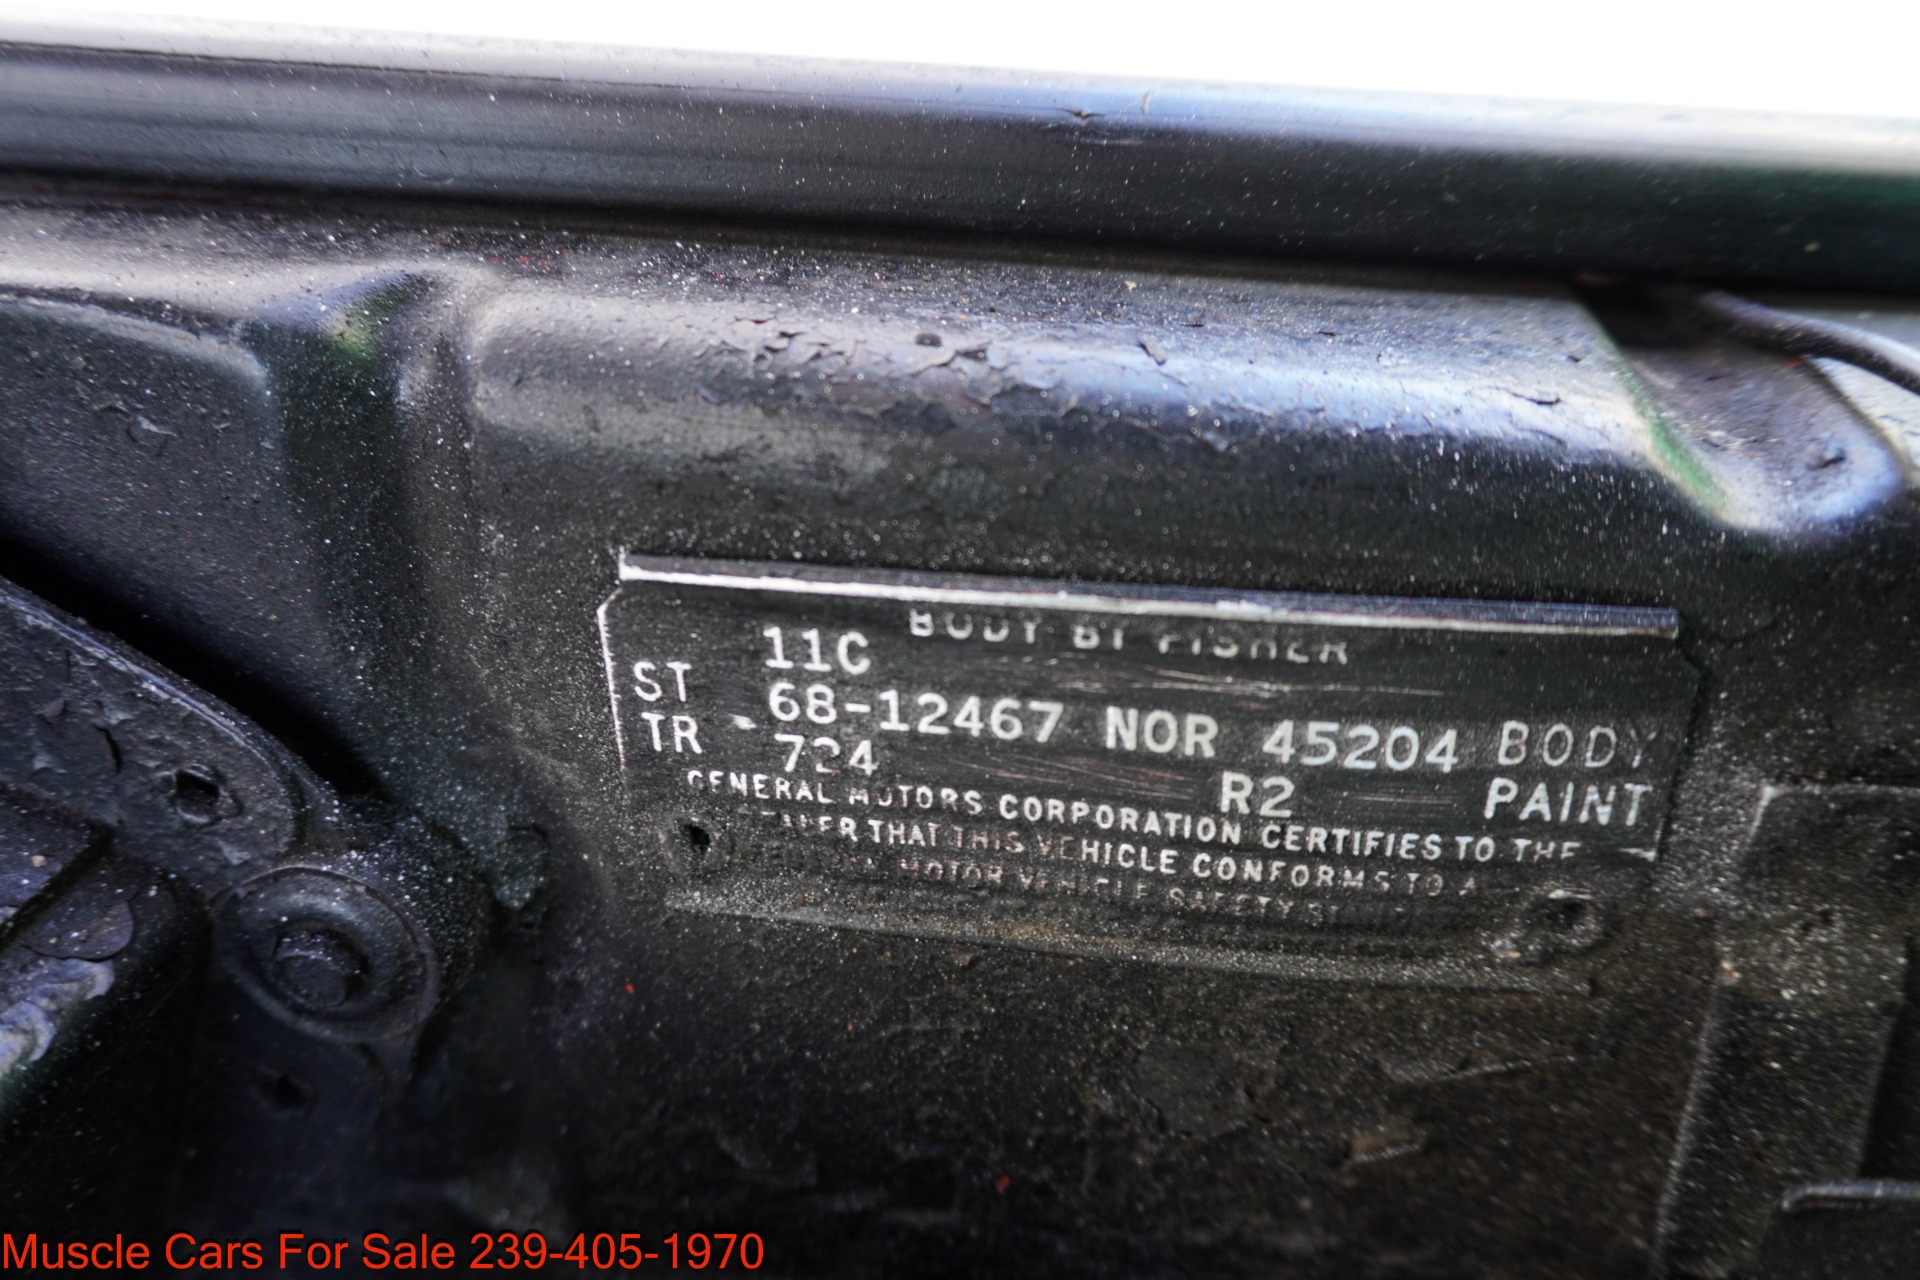 BODY BY FISHER
11C
ST 68-12467 NOR 45204 BODY
TR 724 R2 PAINT
GENERAL MOTORS CORPORATION CERTIFIES TO THE
THAT THIS VEHICLE CONFORMS TO A
MOTOR VEHICLE SAFETY
Muscle Cars For Sale 239-405-1970